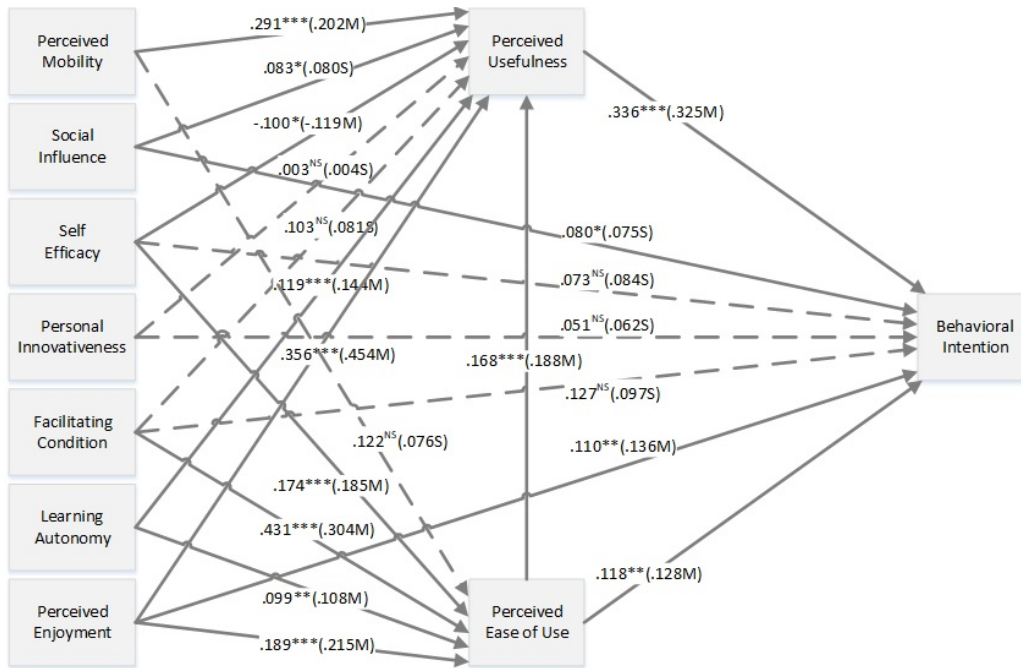 Perceived
Mobility
Social
Influence
Self
Efficacy
Personal
Innovativeness
Facilitating
Condition
Learning
Autonomy
Perceived
Enjoyment
Perceived
Usefulness
Perceived
Ease of Use
Behavioral
Intention
.291***(.202M)
.083*(.080S)
-.100*(-.119M)
.003NS(.004S)
.103NS(.081S)
.119***(.144M)
.356***(.454M)
.122NS(.076S)
.174***(.185M)
.431***(.304M)
.099**(.108M)
.189***(.215M)
.168***(.188M)
.336***(.325M)
.080*(.075S)
.073NS(.084S)
.051NS(.062S)
.127NS(.097S)
.110**(.136M)
.118**(.128M)